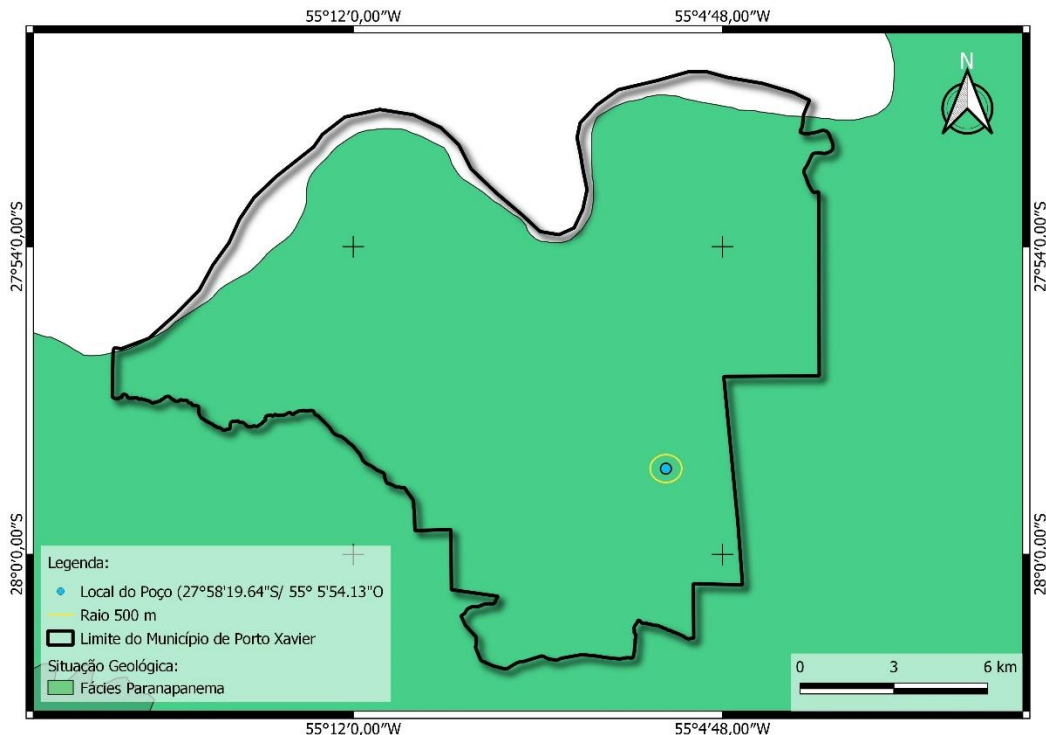 55°12'0,00"W 55°4'48,00"W
N
27°54'0,00"S 27°54'0,00"S
28°0'0,00"S 28°0'0,00"S
Legenda:
Local do Poço (27°58'19.64"S/ 55° 5'54.13"O
Raio 500 m
Limite do Município de Porto Xavier
Situação Geológica:
Fácies Paranapanema
0 3 6 km
55°12'0,00"W 55°4'48,00"W